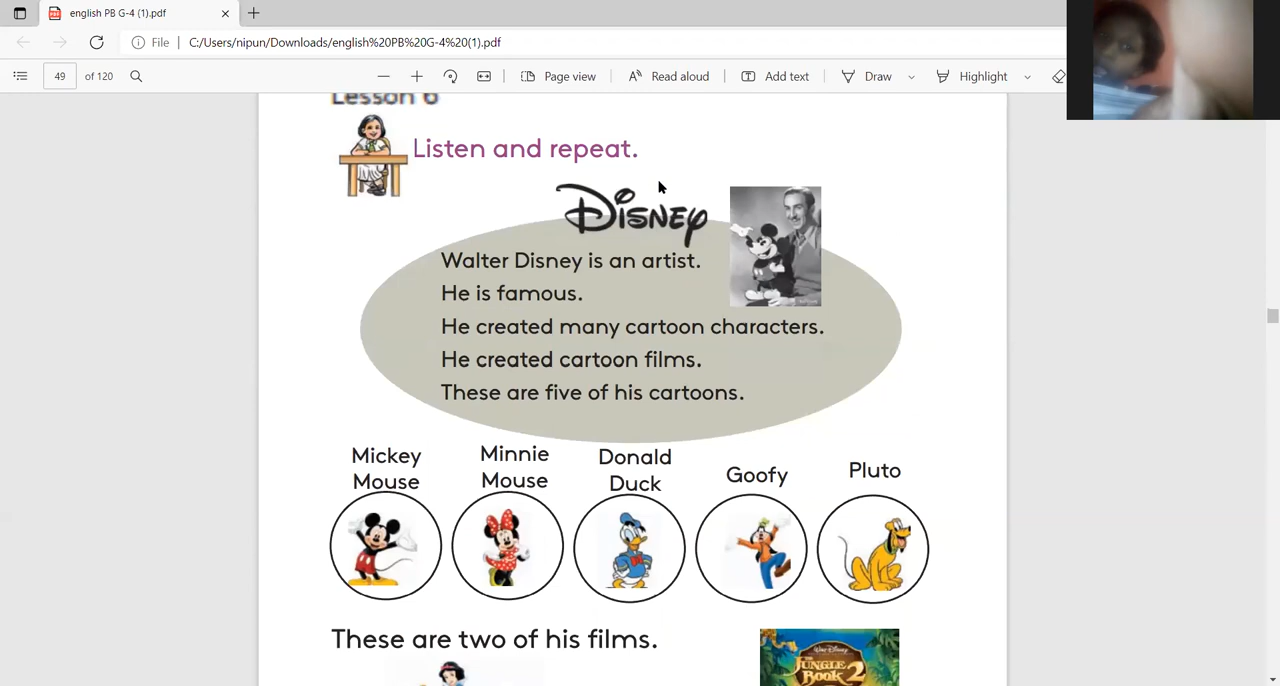 english PB G-4 (1).pdf
File
C:/Users/nipun/Downloads/english%20PB%20G-4%20(1).pdf
49 of 120
Page view
Read aloud
Add text
Draw
Highlight
Lesson 6
Listen and repeat.
DISNEY
Walter Disney is an artist.
He is famous.
He created many cartoon characters.
He created cartoon films.
These are five of his cartoons.
Mickey Mouse
Minnie Mouse
Donald Duck
Goofy
Pluto
These are two of his films.
WALT DISNEY
THE JUNGLE BOOK 2